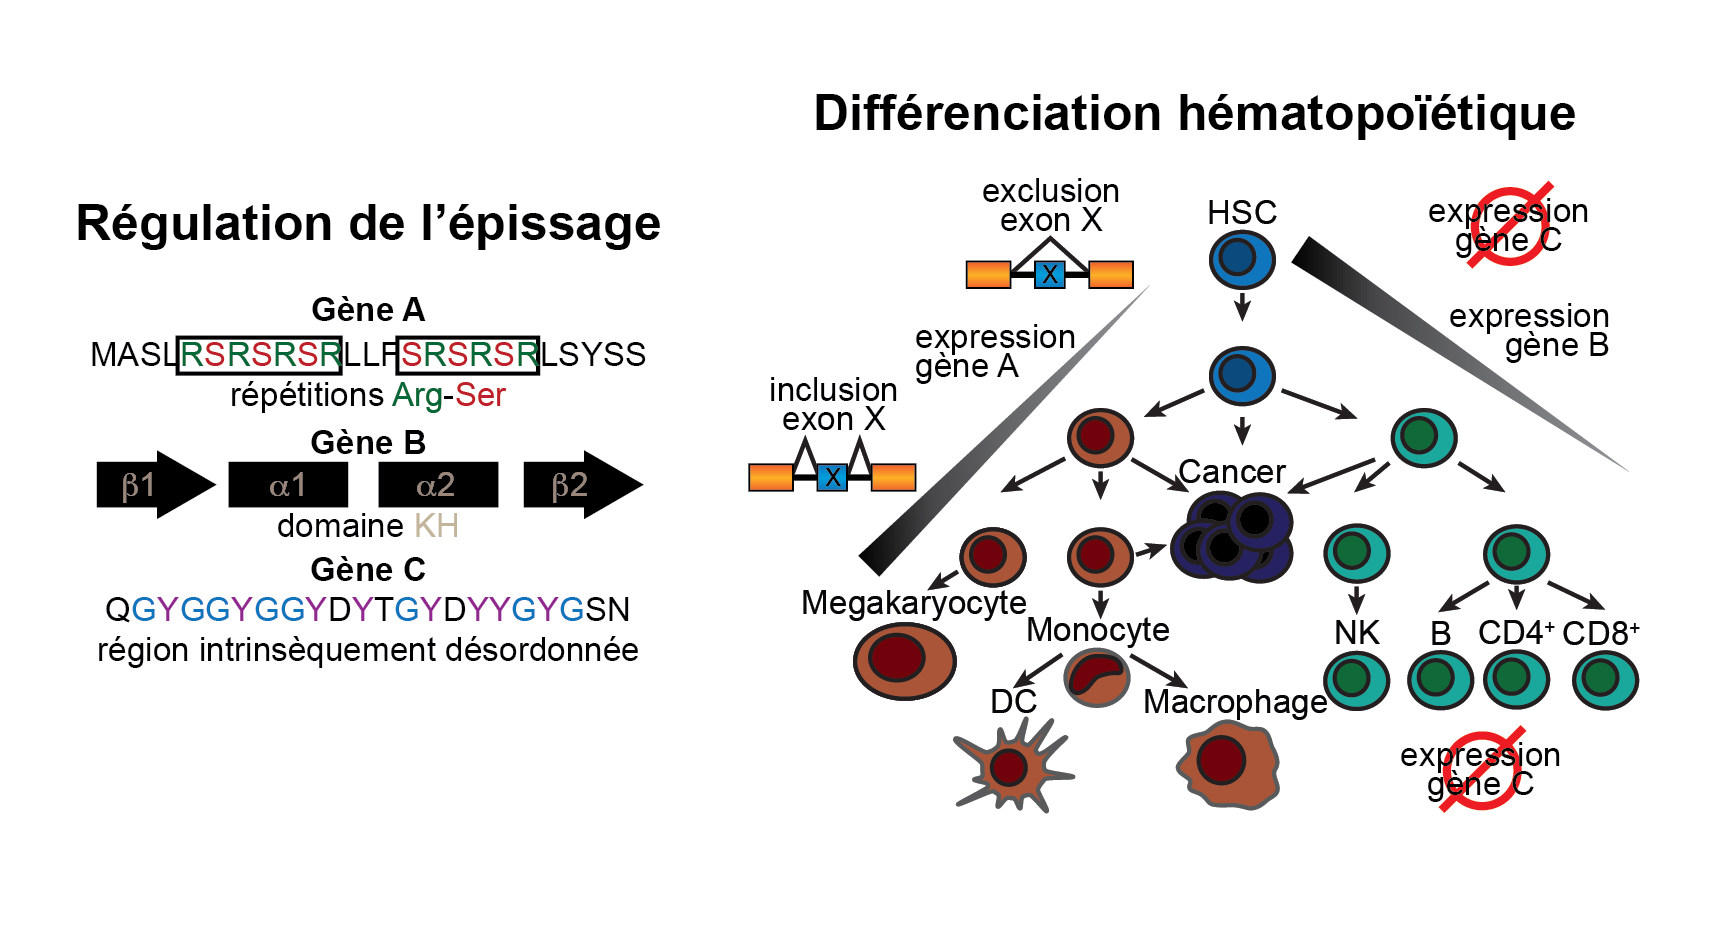 Différenciation hématopoïétique
Régulation de l’épissage
Gène A
MASLRSRSRSRLLFSRSRSRLSYSS
répétitions Arg-Ser
Gène B
β1 α1 α2 β2
domaine KH
Gène C
QGYGGYGGYDYTGYDYYGYGSN
région intrinsèquement désordonnée
exclusion
exon X
X
HSC
expression
gène C
expression
gène A
expression
gène B
inclusion
exon X
X
Cancer
Megakaryocyte
Monocyte
NK B CD4⁺ CD8⁺
DC
Macrophage
expression
gène C